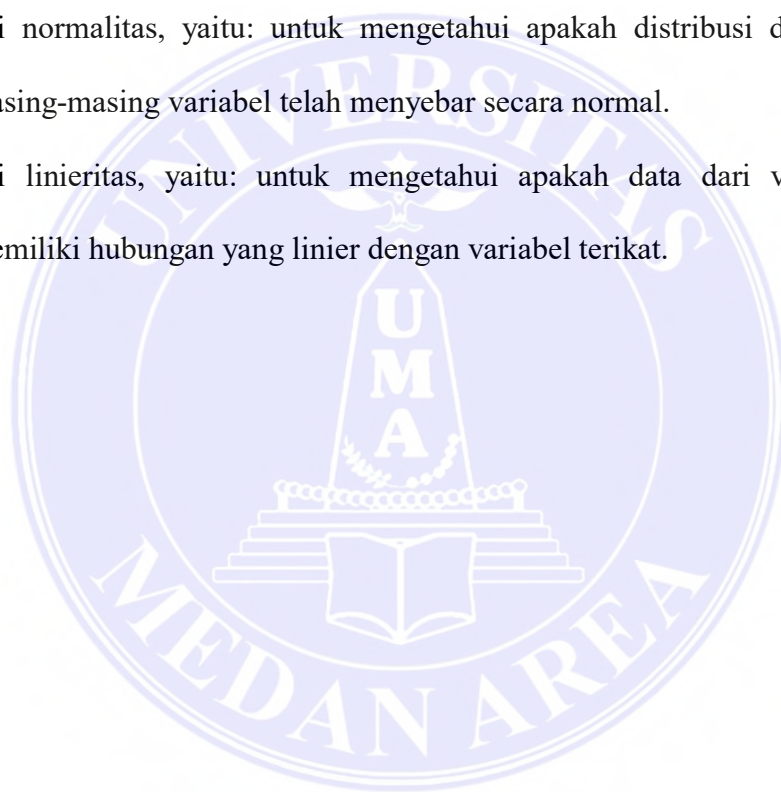 i normalitas, yaitu: untuk mengetahui apakah distribusi d
asing-masing variabel telah menyebar secara normal.
i linieritas, yaitu: untuk mengetahui apakah data dari v
emiliki hubungan yang linier dengan variabel terikat.
UNIVERSITAS
U
M
A
MEDAN AREA